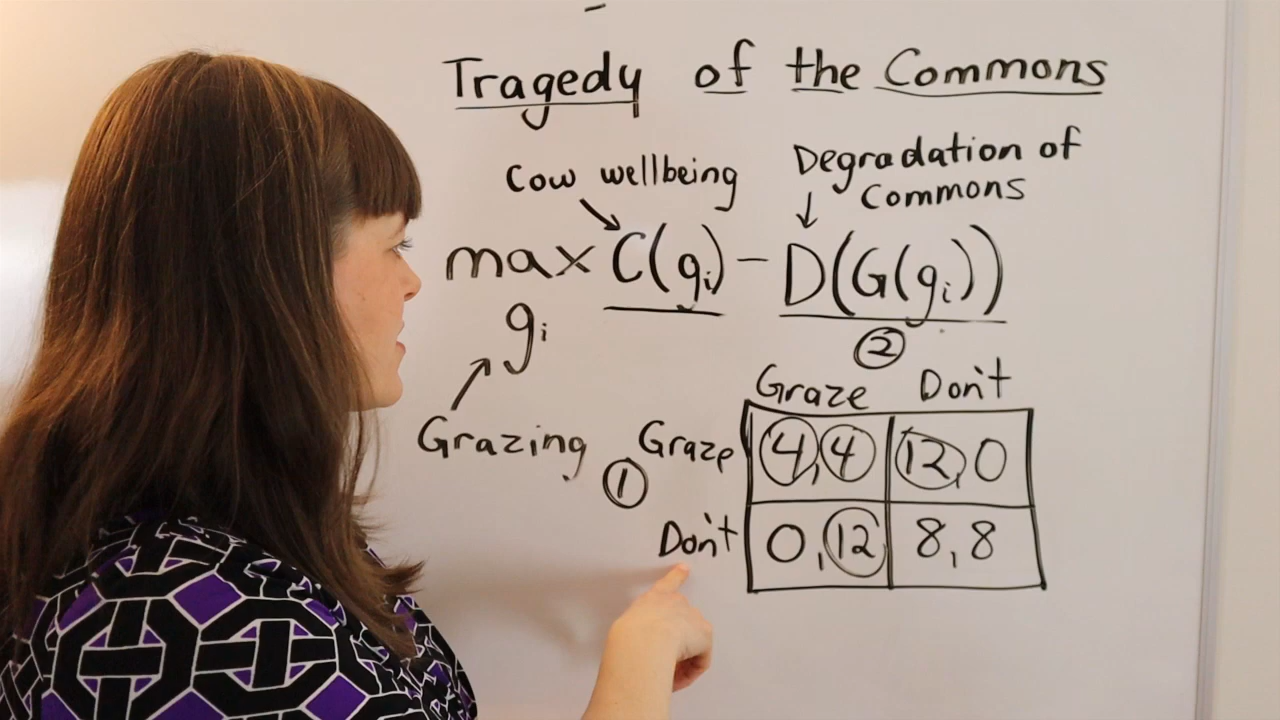 Tragedy of the Commons
Cow wellbeing
Degradation of
Commons
max C(gi) - D(G(gi))
gi
Grazing
②
Graze Don't
①
Graze 4,4 12,0
Don't 0,12 8,8